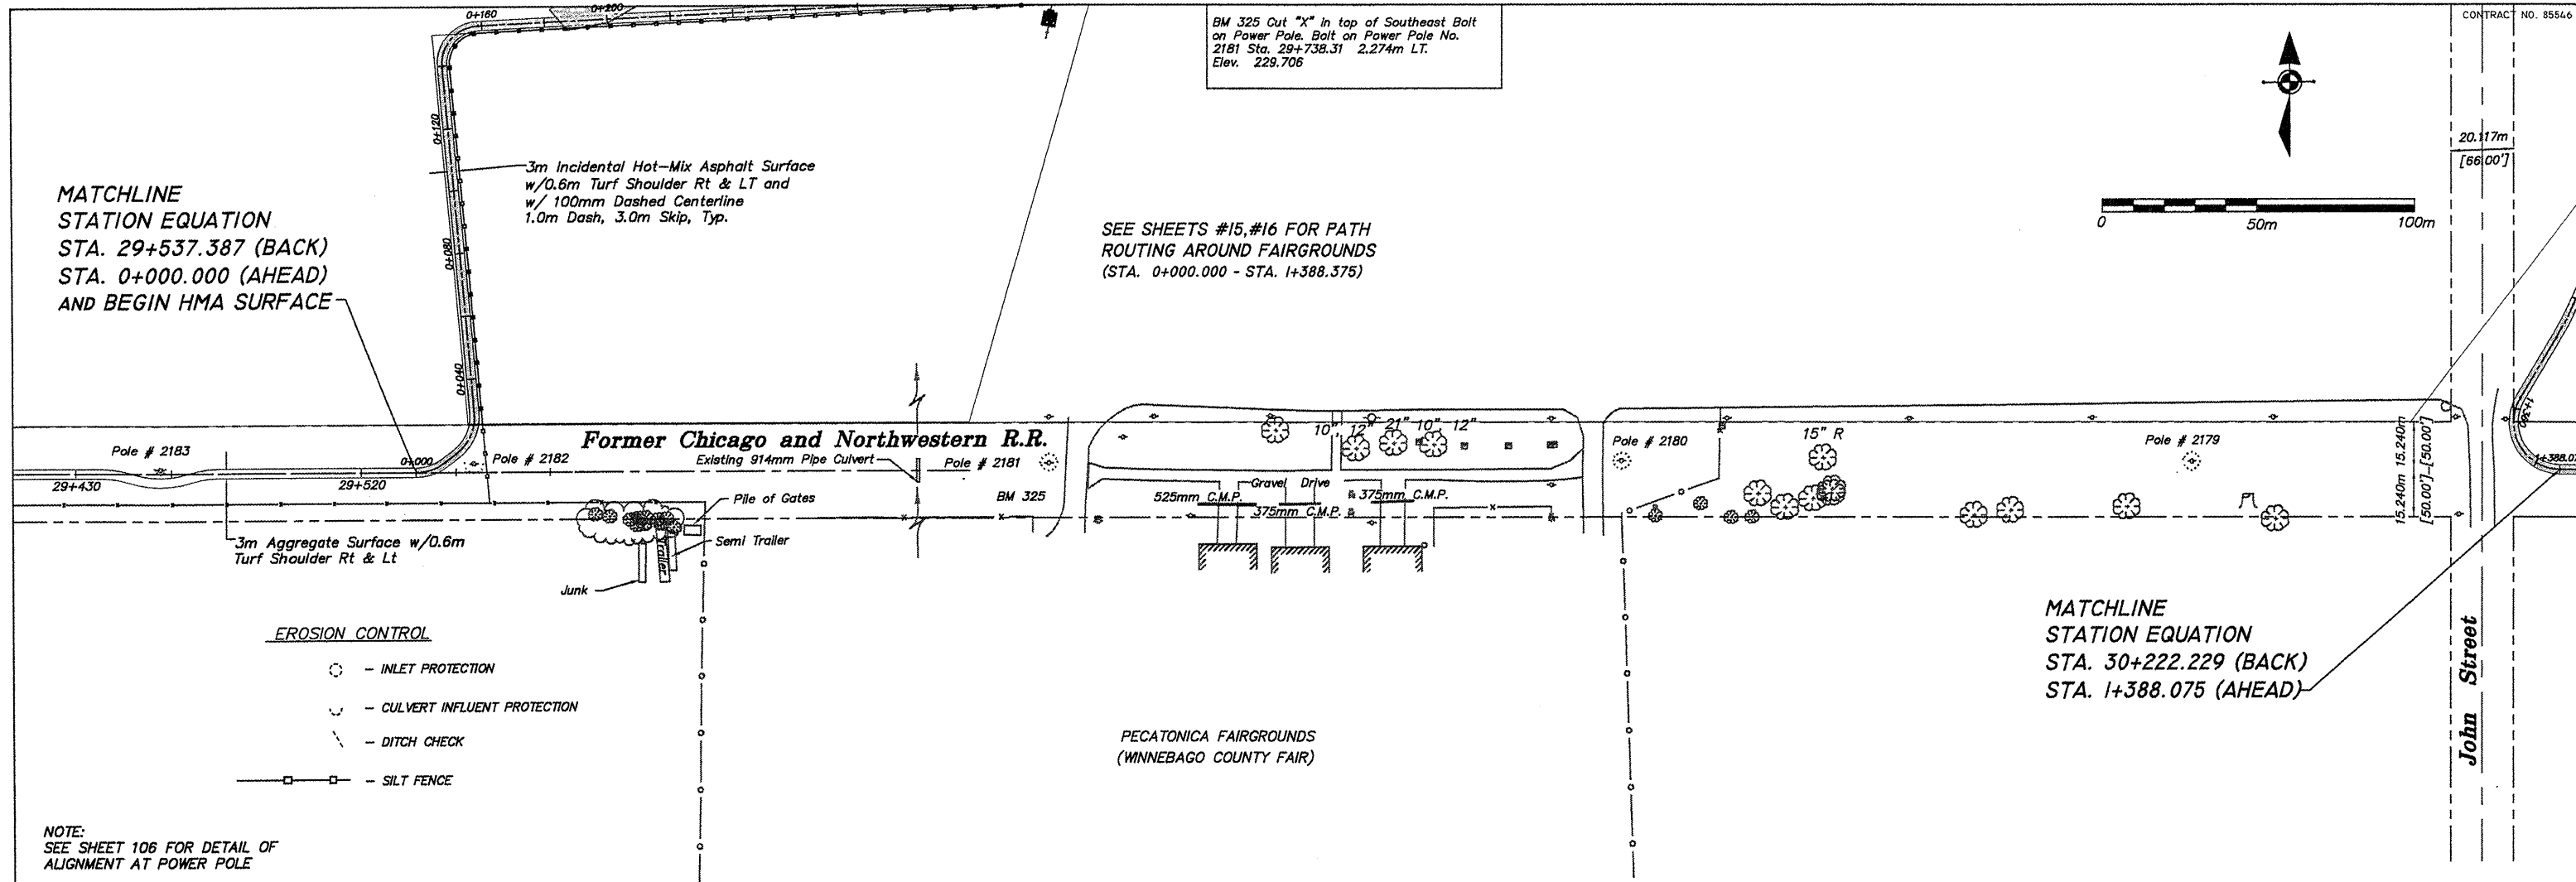 CONTRACT NO. 85546
0+160
0+200
BM 325 Cut "X" in top of Southeast Bolt
on Power Pole. Bolt on Power Pole No.
2181 Sta. 29+738.31 2.274m LT.
Elev. 229.706
20.117m
[66.00']
0+120
3m Incidental Hot-Mix Asphalt Surface
w/0.6m Turf Shoulder Rt & LT and
w/ 100mm Dashed Centerline
1.0m Dash, 3.0m Skip, Typ.
MATCHLINE
STATION EQUATION
STA. 29+537.387 (BACK)
STA. 0+000.000 (AHEAD)
AND BEGIN HMA SURFACE
0+080
0+040
SEE SHEETS #15,#16 FOR PATH
ROUTING AROUND FAIRGROUNDS
(STA. 0+000.000 - STA. 1+388.375)
0
50m
100m
Former Chicago and Northwestern R.R.
Pole # 2183
0+000
Pole # 2182
Existing 914mm Pipe Culvert
Pole # 2181
29+430
29+520
BM 325
Pile of Gates
Semi Trailer
Trailer
Junk
3m Aggregate Surface w/0.6m
Turf Shoulder Rt & Lt
10", 12" 21" 10" 12"
Gravel Drive
525mm C.M.P.
375mm C.M.P.
375mm C.M.P.
Pole # 2180
15" R
Pole # 2179
15.240m 15.240m
[50.00']-[50.00']
1+380
1+388.07
MATCHLINE
STATION EQUATION
STA. 30+222.229 (BACK)
STA. 1+388.075 (AHEAD)
John Street
EROSION CONTROL
- INLET PROTECTION
- CULVERT INFLUENT PROTECTION
- DITCH CHECK
- SILT FENCE
PECATONICA FAIRGROUNDS
(WINNEBAGO COUNTY FAIR)
NOTE:
SEE SHEET 106 FOR DETAIL OF
ALIGNMENT AT POWER POLE